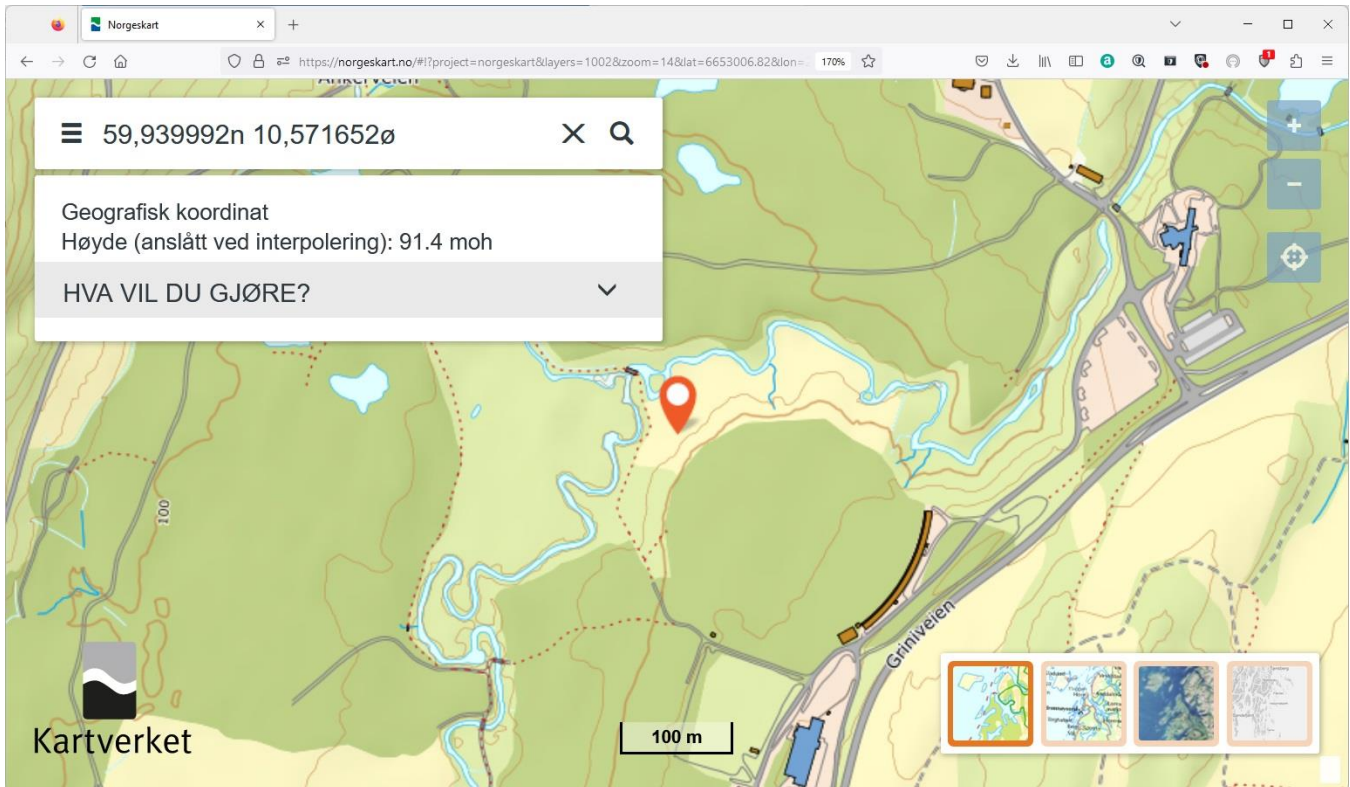 Norgeskart
https://norgeskart.no/#!?project=norgeskart&layers=1002&zoom=14&lat=6653006.82&lon=
170%
Ankerveien
59,939992n 10,571652ø
Geografisk koordinat
Høyde (anslått ved interpolering): 91.4 moh
HVA VIL DU GJØRE?
100
Griniveien
Kartverket
100 m